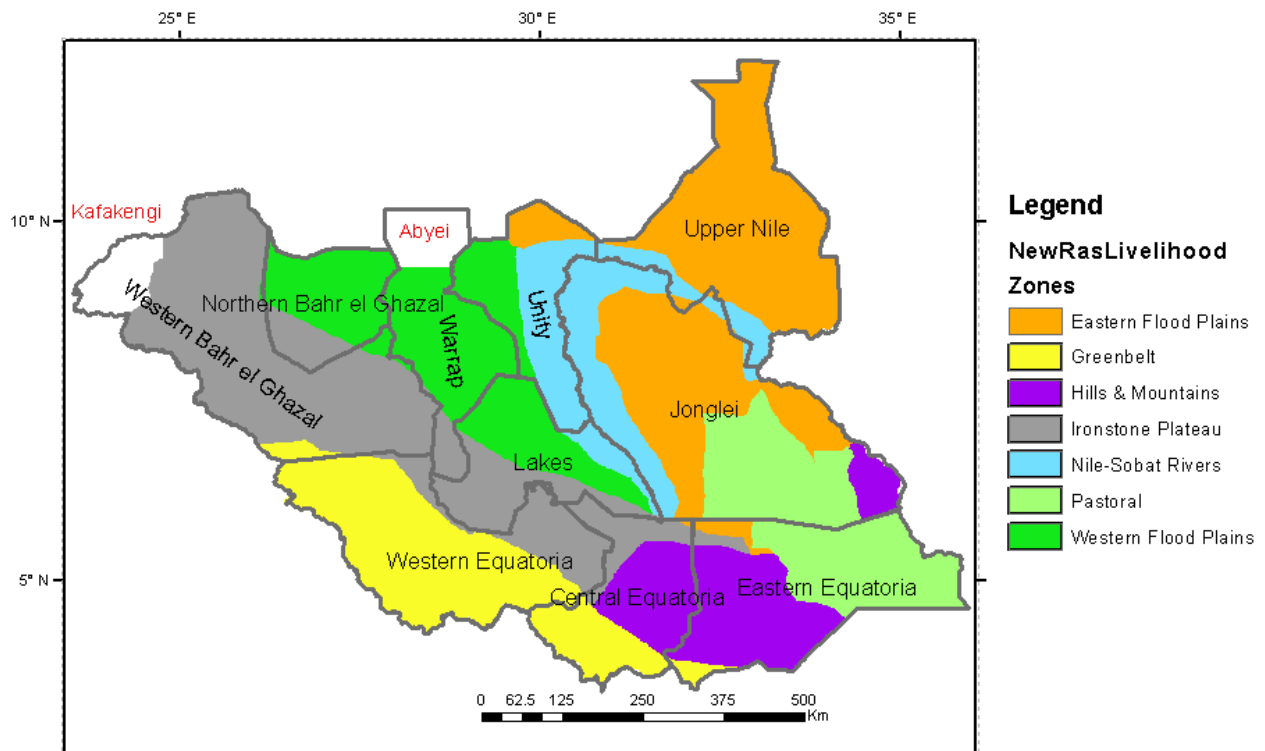 25° E 30° E 35° E
10° N
5° N
Kafakengi
Abyei
Upper Nile
Western Bahr el Ghazal
Northern Bahr el Ghazal
Warrap
Unity
Jonglei
Lakes
Western Equatoria
Central Equatoria
Eastern Equatoria
0 62.5 125 250 375 500
Km
Legend
NewRasLivelihood
Zones
Eastern Flood Plains
Greenbelt
Hills & Mountains
Ironstone Plateau
Nile-Sobat Rivers
Pastoral
Western Flood Plains